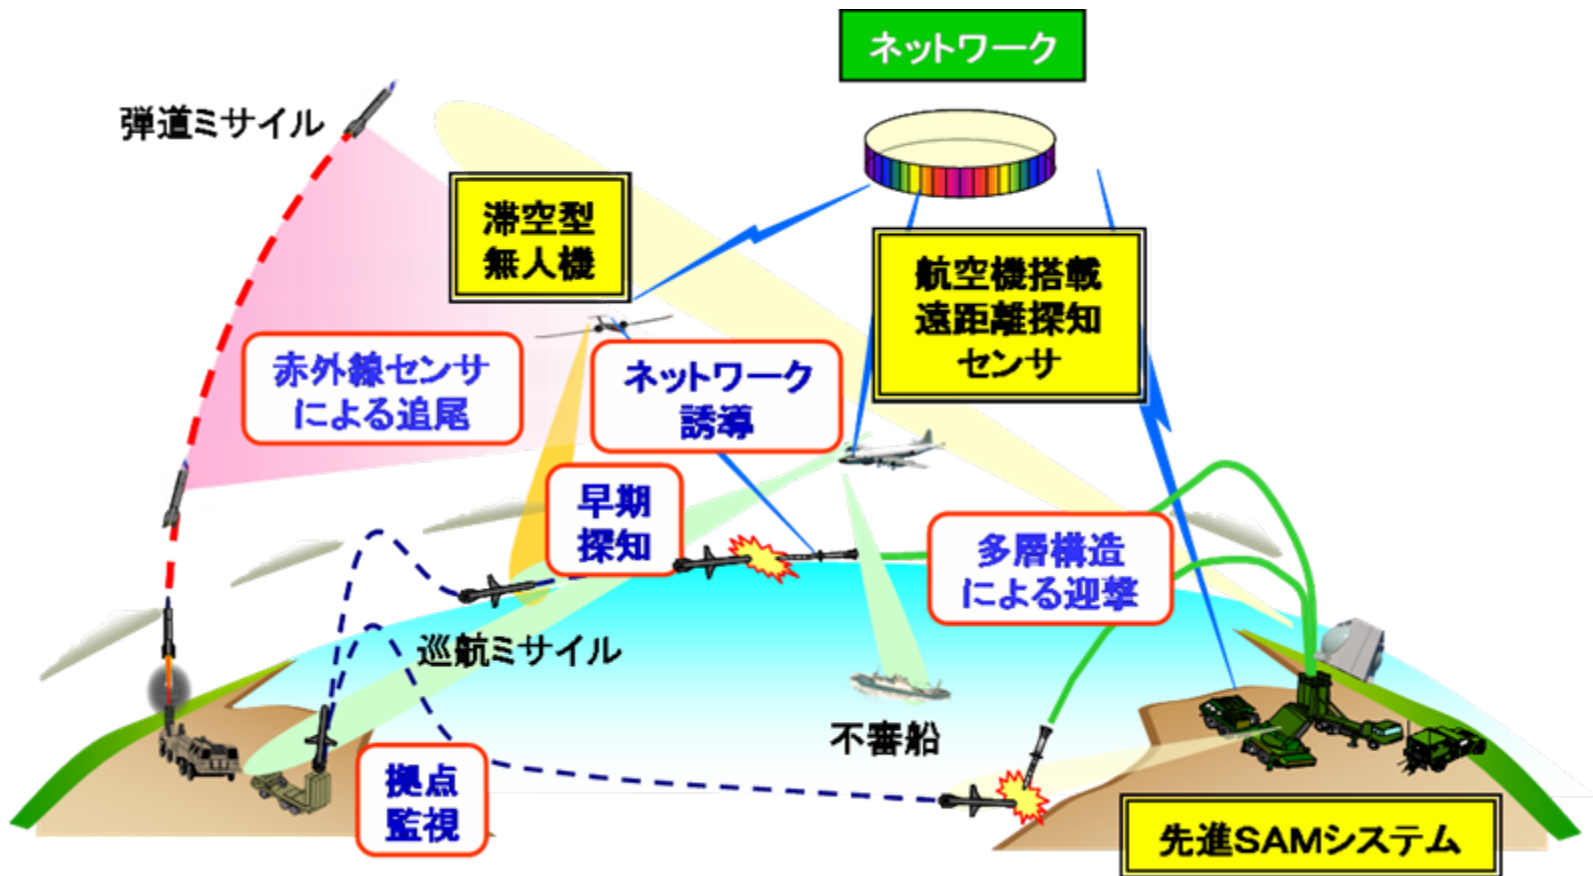 ネットワーク
弾道ミサイル
滞空型
無人機
航空機搭載
遠距離探知
センサ
赤外線センサ
による追尾
ネットワーク
誘導
早期
探知
多層構造
による迎撃
巡航ミサイル
不審船
拠点
監視
先進SAMシステム